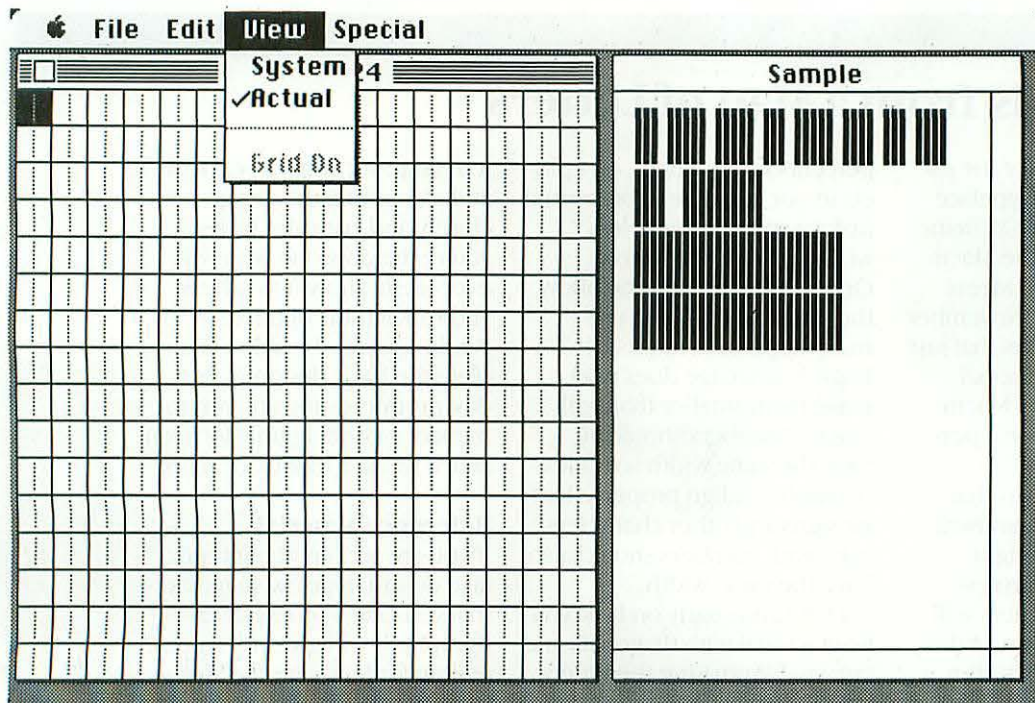 File Edit View Special
24
System
✓Actual
Grid On
Sample